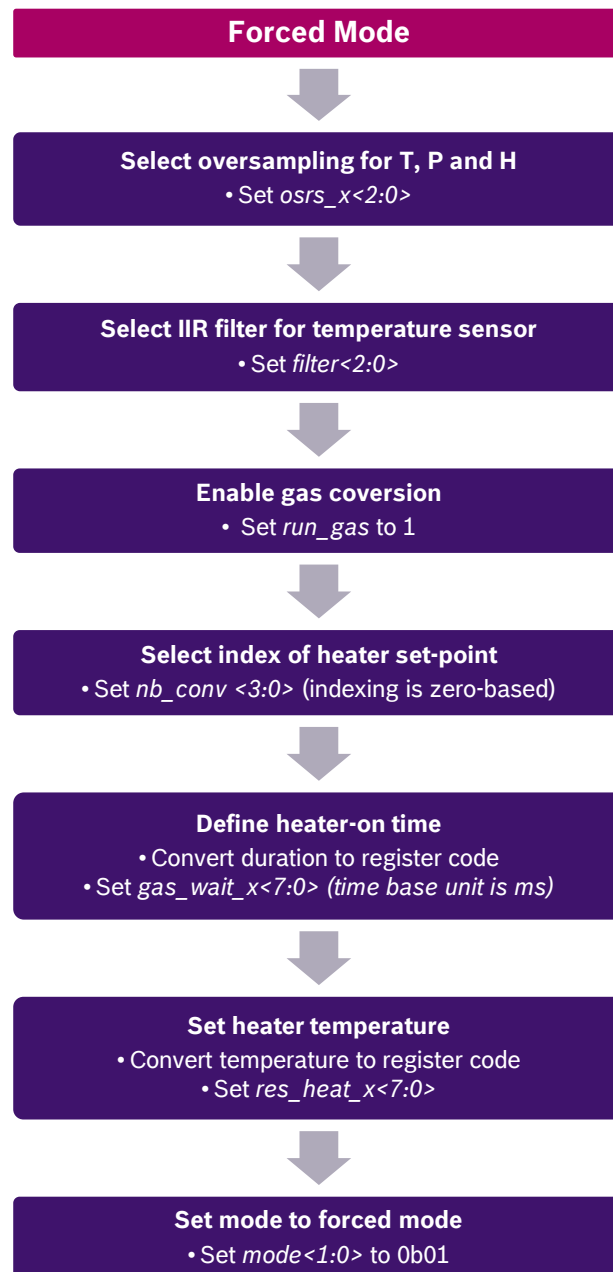 Forced Mode
Select oversampling for T, P and H
• Set osrs_x<2:0>
Select IIR filter for temperature sensor
• Set filter<2:0>
Enable gas coversion
• Set run_gas to 1
Select index of heater set-point
• Set nb_conv <3:0> (indexing is zero-based)
Define heater-on time
• Convert duration to register code
• Set gas_wait_x<7:0> (time base unit is ms)
Set heater temperature
• Convert temperature to register code
• Set res_heat_x<7:0>
Set mode to forced mode
• Set mode<1:0> to 0b01